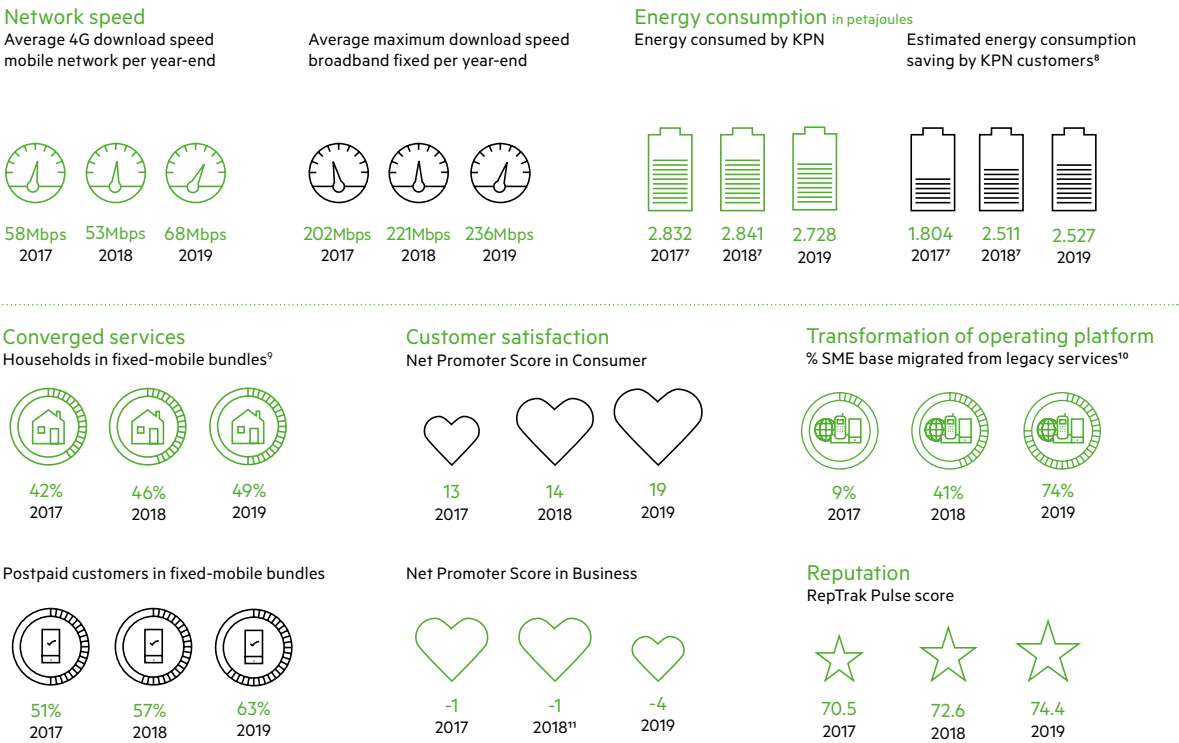 Network speed
Average 4G download speed
mobile network per year-end
58Mbps 53Mbps 68Mbps
2017 2018 2019
Average maximum download speed
broadband fixed per year-end
202Mbps 221Mbps 236Mbps
2017 2018 2019
Energy consumption in petajoules
Energy consumed by KPN
2.832 2.841 2.728
2017⁷ 2018⁷ 2019
Estimated energy consumption
saving by KPN customers⁸
1.804 2.511 2.527
2017⁷ 2018⁷ 2019
Converged services
Households in fixed-mobile bundles⁹
42% 46% 49%
2017 2018 2019
Postpaid customers in fixed-mobile bundles
51% 57% 63%
2017 2018 2019
Customer satisfaction
Net Promoter Score in Consumer
13 14 19
2017 2018 2019
Net Promoter Score in Business
-1 -1 -4
2017 2018¹¹ 2019
Transformation of operating platform
% SME base migrated from legacy services¹⁰
9% 41% 74%
2017 2018 2019
Reputation
RepTrak Pulse score
70.5 72.6 74.4
2017 2018 2019